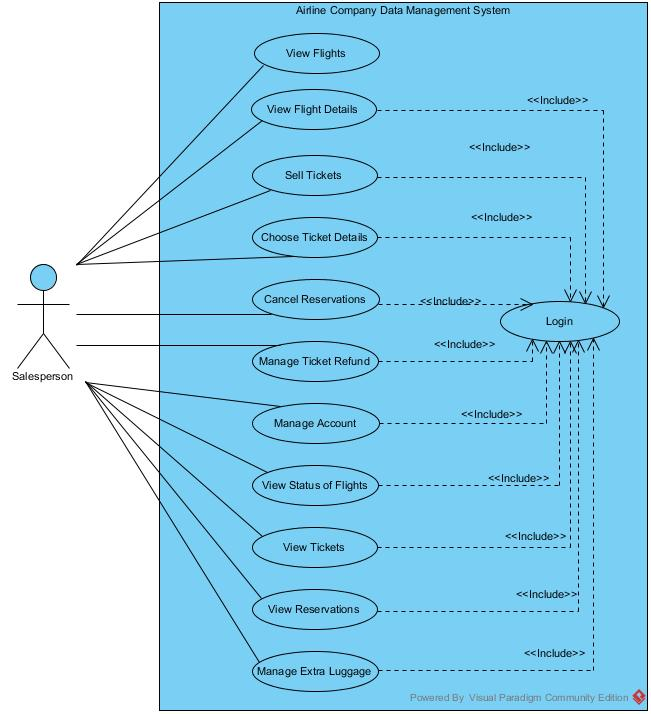 Airline Company Data Management System
View Flights
View Flight Details
<<Include>>
Sell Tickets
<<Include>>
Choose Ticket Details
<<Include>>
Cancel Reservations
<<Include>>
Login
Manage Ticket Refund
<<Include>>
Salesperson
Manage Account
<<Include>>
View Status of Flights
<<Include>>
View Tickets
<<Include>>
View Reservations
<<Include>>
Manage Extra Luggage
<<Include>>
Powered By Visual Paradigm Community Edition